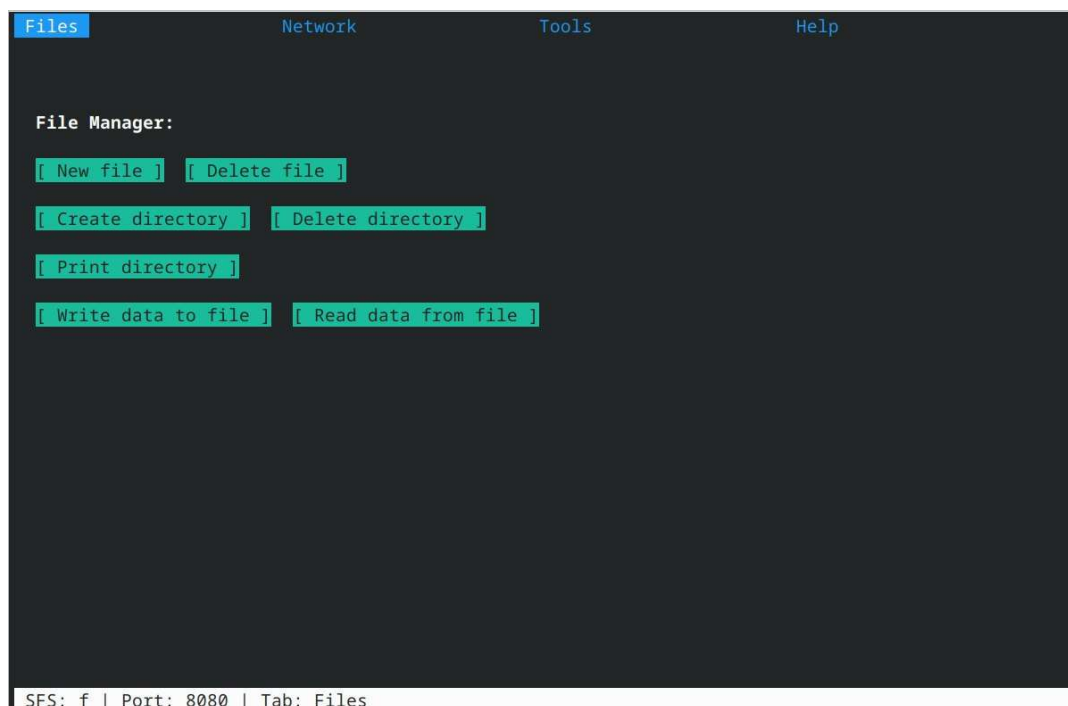 Files Network Tools Help
File Manager:
[ New file ] [ Delete file ]
[ Create directory ] [ Delete directory ]
[ Print directory ]
[ Write data to file ] [ Read data from file ]
SFS: f | Port: 8080 | Tab: Files